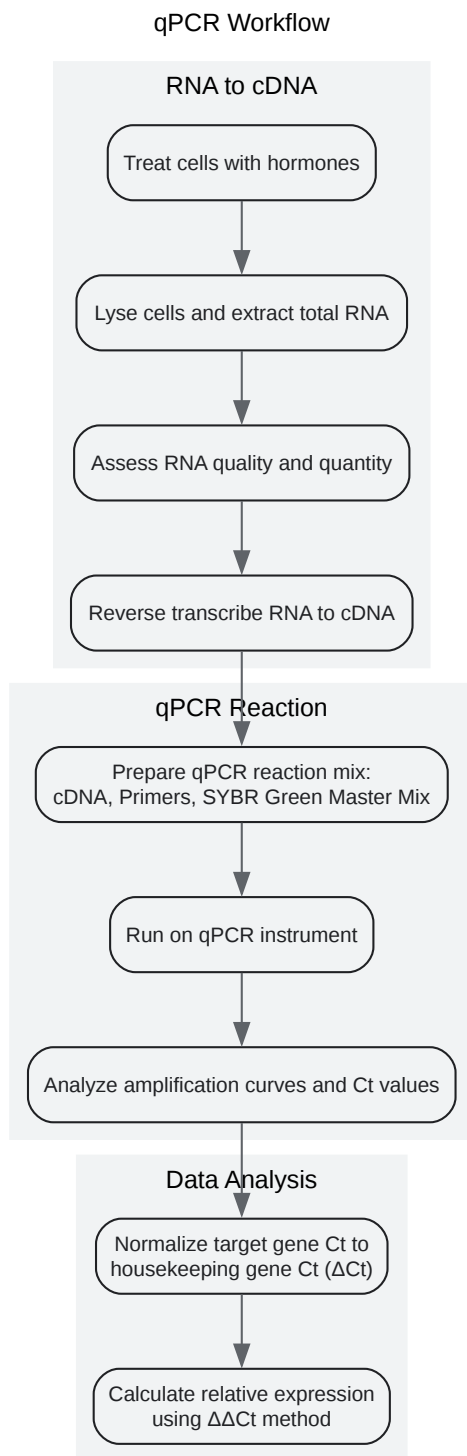 qPCR Workflow
RNA to cDNA
Treat cells with hormones
Lyse cells and extract total RNA
Assess RNA quality and quantity
Reverse transcribe RNA to cDNA
qPCR Reaction
Prepare qPCR reaction mix:
cDNA, Primers, SYBR Green Master Mix
Run on qPCR instrument
Analyze amplification curves and Ct values
Data Analysis
Normalize target gene Ct to
housekeeping gene Ct (ΔCt)
Calculate relative expression
using ΔΔCt method